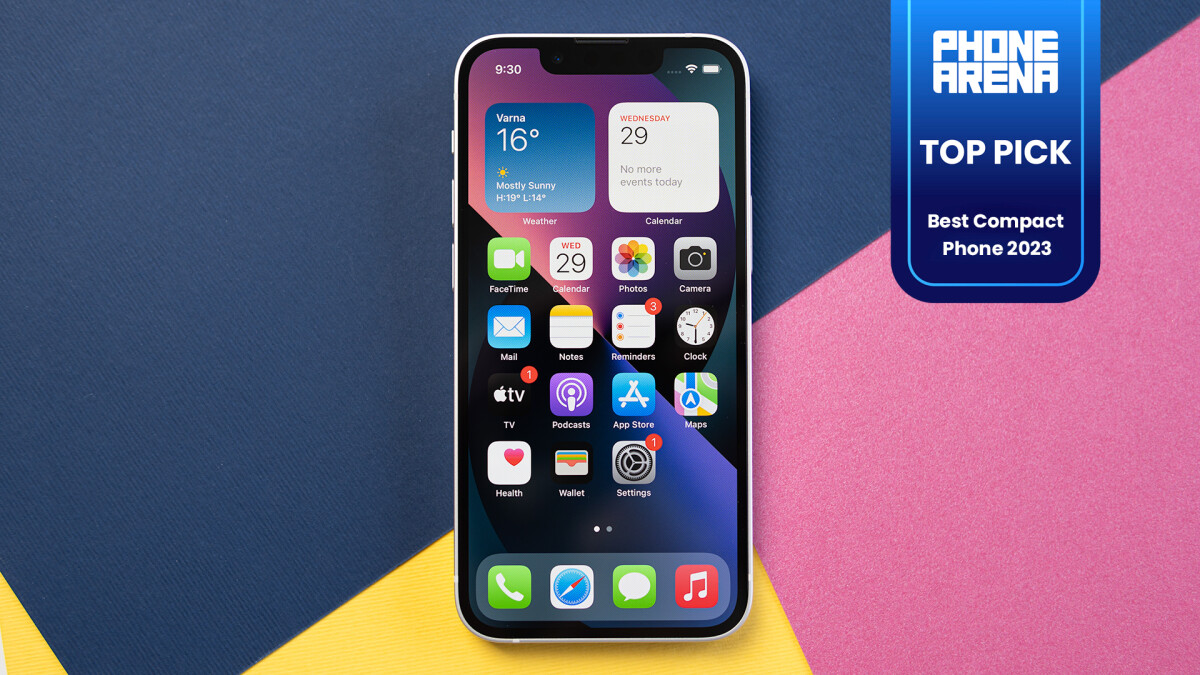 PHONE
ARENA
TOP PICK
Best Compact
Phone 2023
9:30
Varna
16°
Mostly Sunny
H:19° L:14°
Weather
WEDNESDAY
29
No more
events today
Calendar
FaceTime
WED
29
Calendar
Photos
Camera
Mail
Notes
3
Reminders
Clock
tv
1
TV
Podcasts
App Store
Maps
Health
Wallet
1
Settings